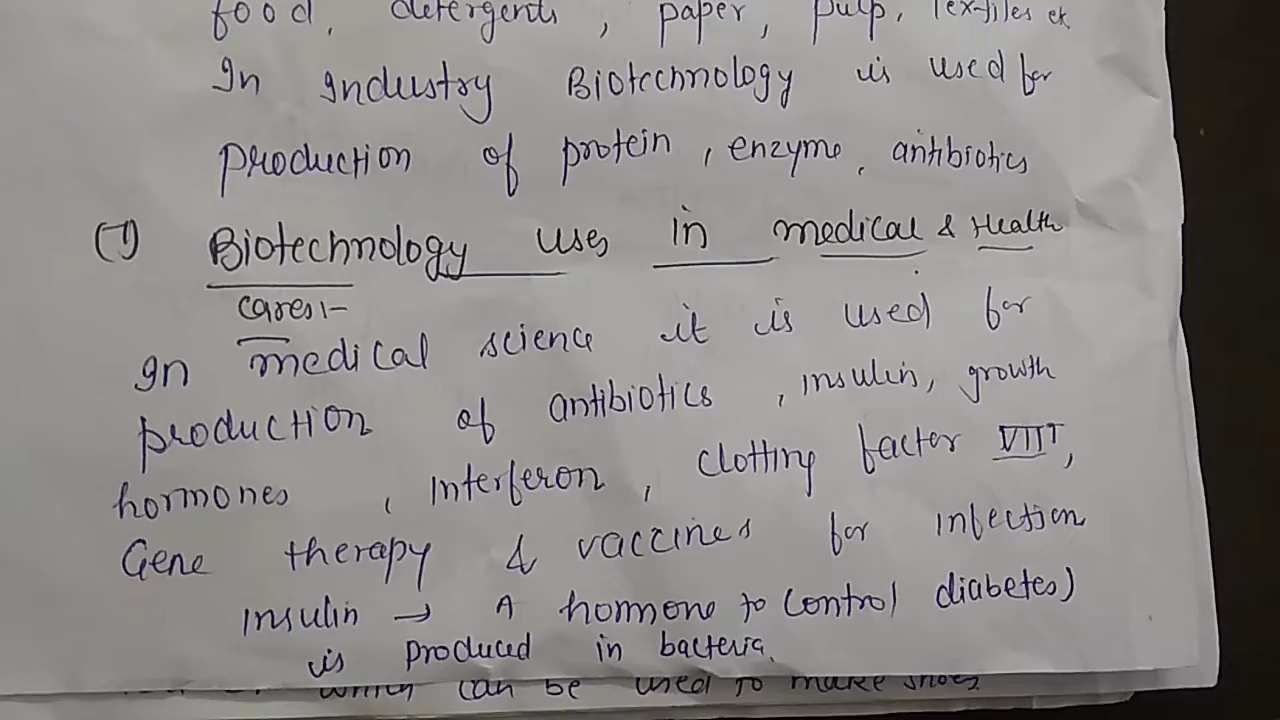 food, detergents, paper, pulp, textiles etc
In Industry Biotechnology is used for
production of protein, enzyme, antibiotics
(7) Biotechnology uses in medical & Health
cares:-
In medical science it is used for
production of antibiotics, insulin, growth
hormones, Interferon, Clotting factor VIII,
Gene therapy & vaccines for infection
insulin → A hormone to control diabetes)
is produced in bacteria.
which can be used to make shoes